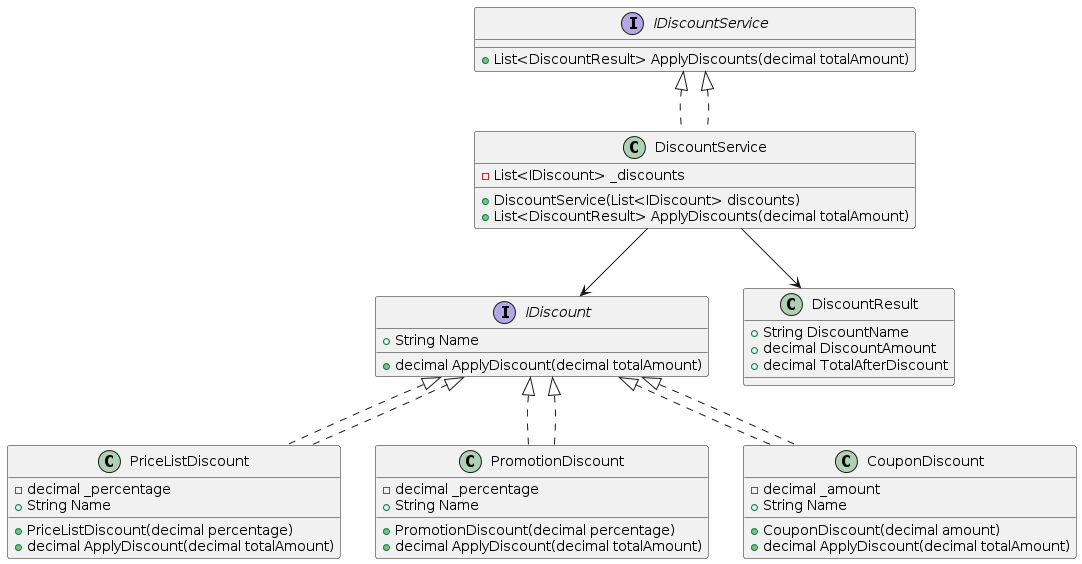 I IDiscountService
List<DiscountResult> ApplyDiscounts(decimal totalAmount)
C DiscountService
List<IDiscount> _discounts
DiscountService(List<IDiscount> discounts)
List<DiscountResult> ApplyDiscounts(decimal totalAmount)
I IDiscount
String Name
decimal ApplyDiscount(decimal totalAmount)
C DiscountResult
String DiscountName
decimal DiscountAmount
decimal TotalAfterDiscount
C PriceListDiscount
decimal _percentage
String Name
PriceListDiscount(decimal percentage)
decimal ApplyDiscount(decimal totalAmount)
C PromotionDiscount
decimal _percentage
String Name
PromotionDiscount(decimal percentage)
decimal ApplyDiscount(decimal totalAmount)
C CouponDiscount
decimal _amount
String Name
CouponDiscount(decimal amount)
decimal ApplyDiscount(decimal totalAmount)